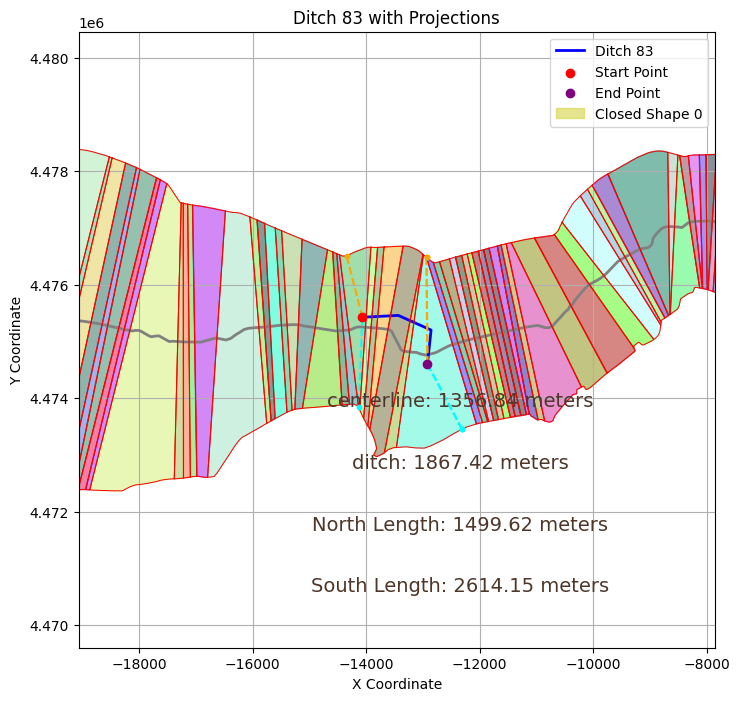 Ditch 83 with Projections
1e6
Ditch 83
Start Point
End Point
Closed Shape 0
4.480
4.478
4.476
4.474
4.472
4.470
Y Coordinate
centerline: 1356.84 meters
ditch: 1867.42 meters
North Length: 1499.62 meters
South Length: 2614.15 meters
−18000 −16000 −14000 −12000 −10000 −8000
X Coordinate